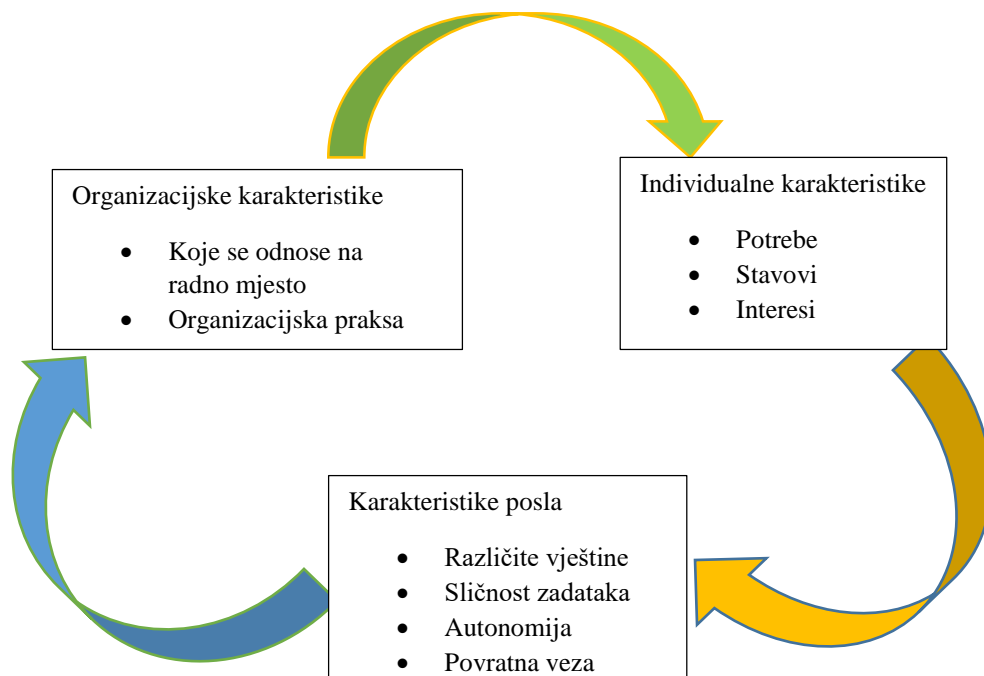 Organizacijske karakteristike
• Koje se odnose na
radno mjesto
• Organizacijska praksa
Individualne karakteristike
• Potrebe
• Stavovi
• Interesi
Karakteristike posla
• Različite vještine
• Sličnost zadataka
• Autonomija
• Povratna veza